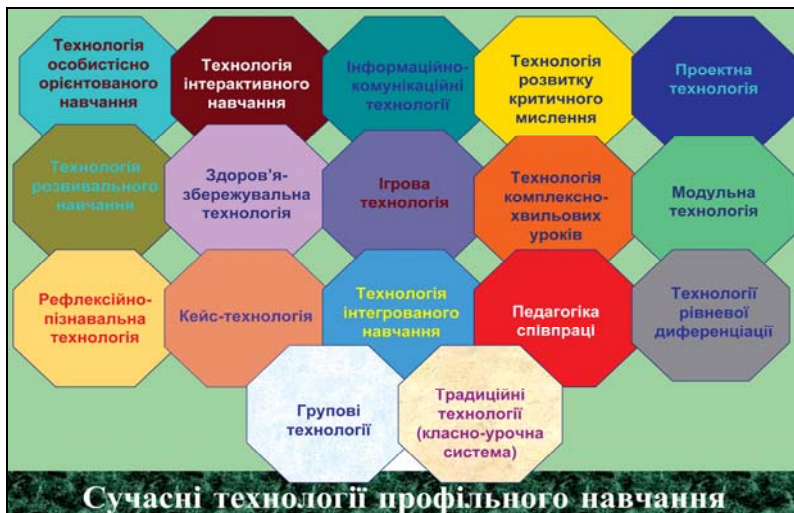 Технологія
особистісно
орієнтованого
навчання
Технологія
інтерактивного
навчання
Інформаційно-
комунікаційні
технології
Технологія
розвитку
критичного
мислення
Проектна
технологія
Технологія
розвивального
навчання
Здоров’я-
збережувальна
технологія
Ігрова
технологія
Технологія
комплексно-
хвильових
уроків
Модульна
технологія
Рефлексійно-
пізнавальна
технологія
Кейс-технологія
Технологія
інтегрованого
навчання
Педагогіка
співпраці
Технології
рівневої
диференціації
Групові
технології
Традиційні
технології
(класно-урочна
система)
Сучасні технології профільного навчання